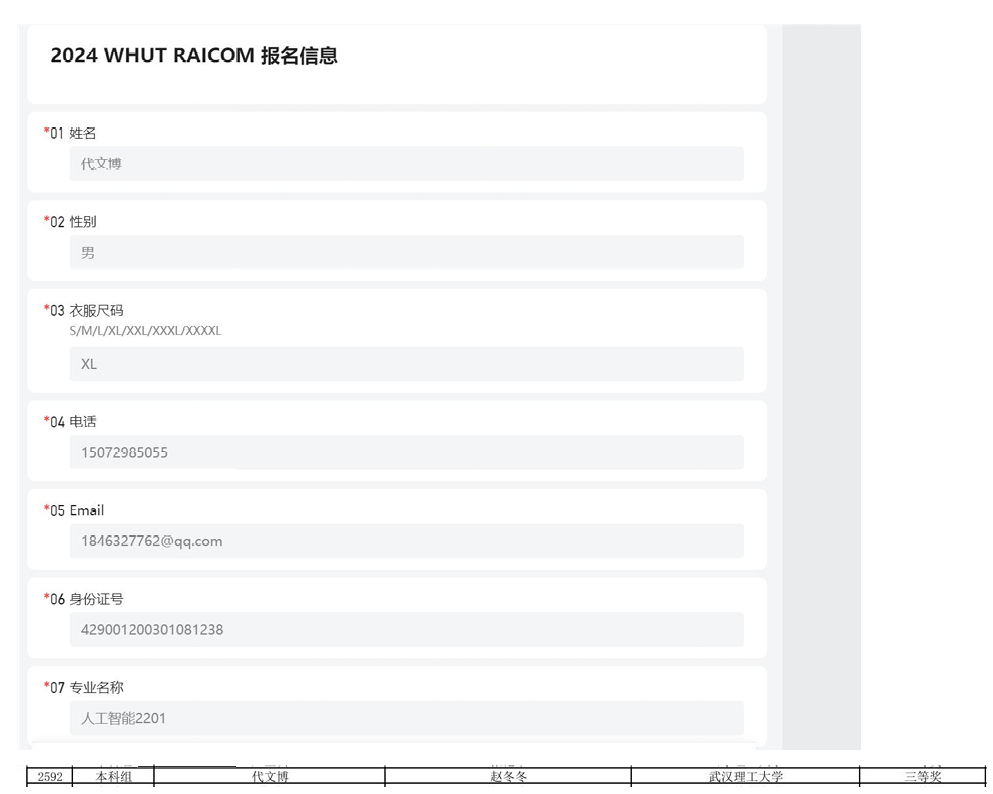 2024 WHUT RAICOM 报名信息
*01 姓名
代文博
*02 性别
男
*03 衣服尺码
S/M/L/XL/XXL/XXXL/XXXXL
XL
*04 电话
15072985055
*05 Email
1846327762@qq.com
*06 身份证号
429001200301081238
*07 专业名称
人工智能2201
2592 本科组 代文博 赵冬冬 武汉理工大学 三等奖